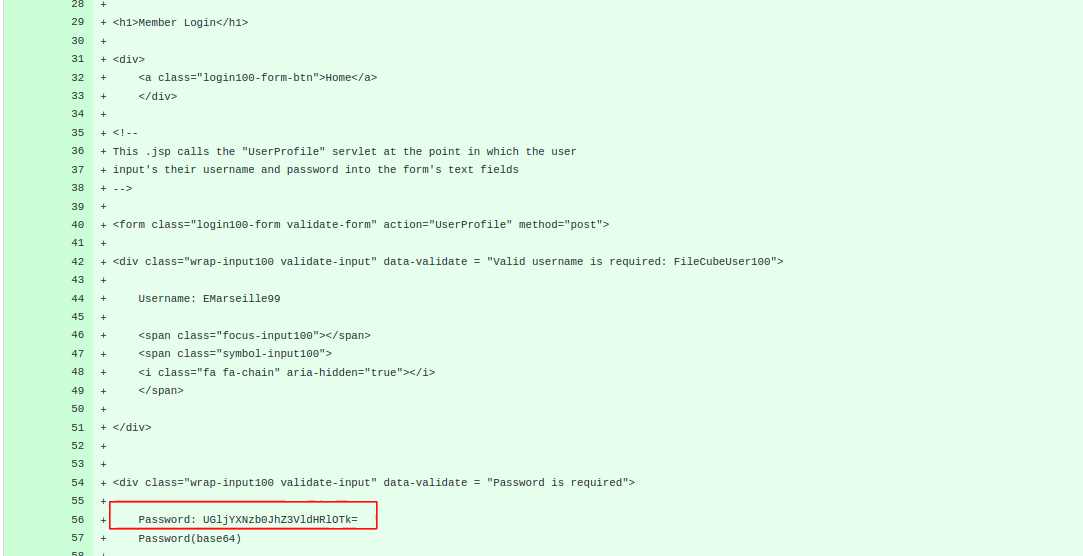 28 +
29 + <h1>Member Login</h1>
30 +
31 + <div>
32 + <a class="login100-form-btn">Home</a>
33 + </div>
34 +
35 + <!--
36 + This .jsp calls the "UserProfile" servlet at the point in which the user
37 + input's their username and password into the form's text fields
38 + -->
39 +
40 + <form class="login100-form validate-form" action="UserProfile" method="post">
41 +
42 + <div class="wrap-input100 validate-input" data-validate = "Valid username is required: FileCubeUser100">
43 +
44 + Username: EMarseille99
45 +
46 + <span class="focus-input100"></span>
47 + <span class="symbol-input100">
48 + <i class="fa fa-chain" aria-hidden="true"></i>
49 + </span>
50 +
51 + </div>
52 +
53 +
54 + <div class="wrap-input100 validate-input" data-validate = "Password is required">
55 +
56 + Password: UGljYXNzb0JhZ3VldHRlOTk=
57 + Password(base64)
58 +